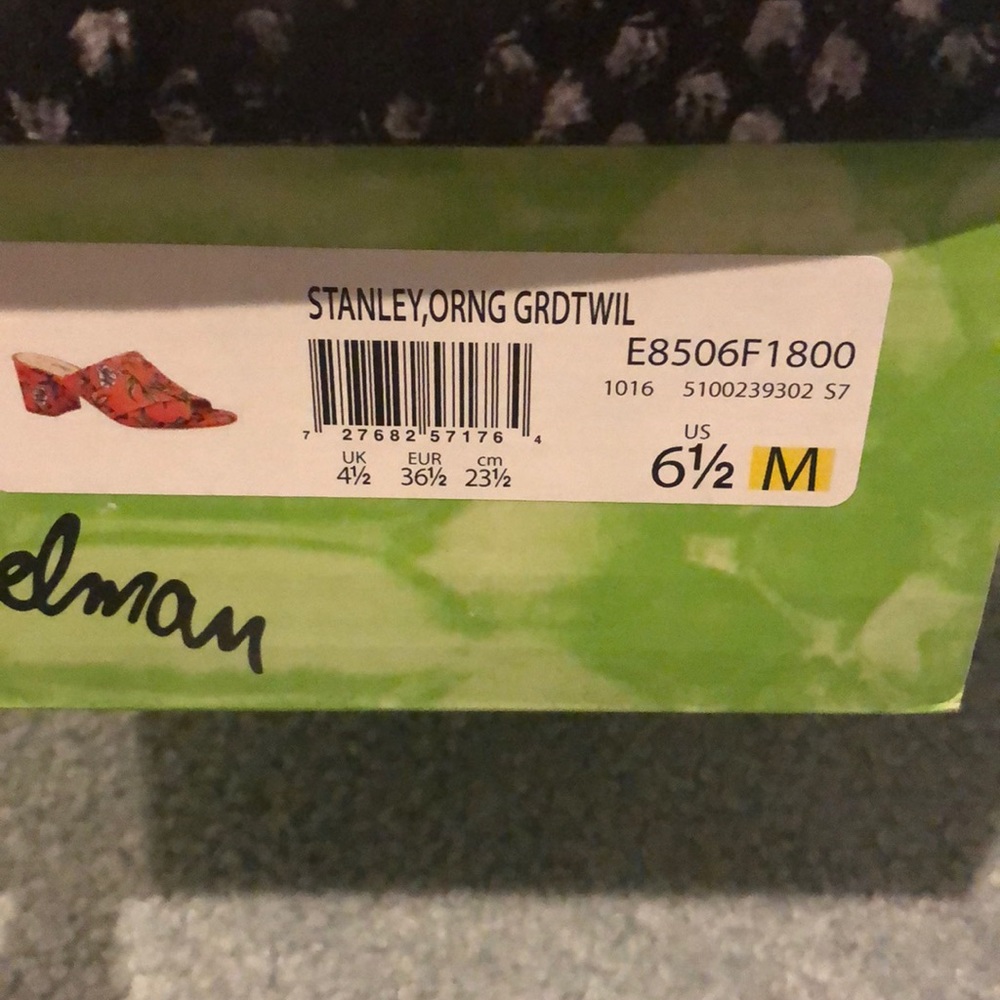 STANLEY,ORNG GRDTWIL
E8506F1800
1016 5100239302 S7
7 27682 57176 4
UK EUR cm
4½ 36½ 23½
US
6½ M
elman